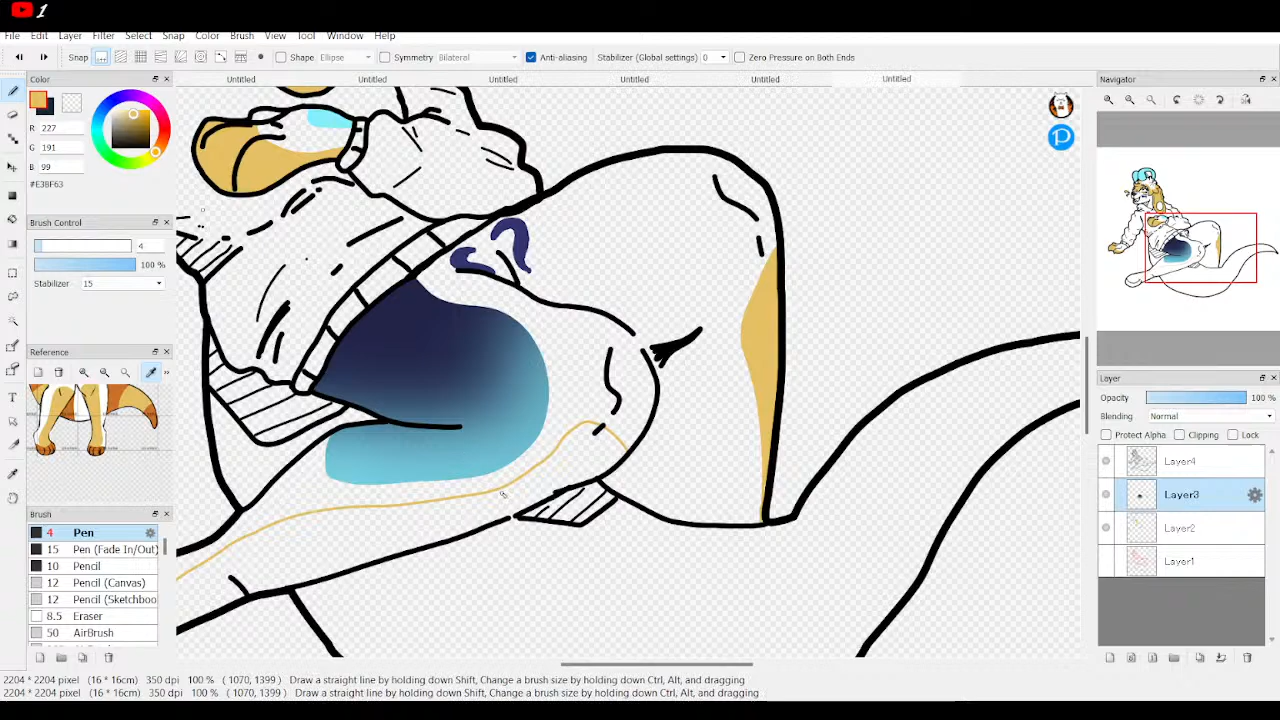 1
File Edit Layer Filter Select Snap Color Brush View Tool Window Help
Snap Shape Ellipse Symmetry Bilateral Anti-aliasing Stabilizer (Global settings) 0 Zero Pressure on Both Ends
Color Untitled Untitled Untitled Untitled Untitled Untitled Navigator
R 227
G 191
B 99
#E3BF63
Brush Control
4
100 %
Stabilizer 15
Reference
Layer
Opacity 100 %
Blending Normal
Protect Alpha Clipping Lock
Layer4
Layer3
Layer2
Layer1
Brush
4 Pen
15 Pen (Fade In/Out)
10 Pencil
12 Pencil (Canvas)
12 Pencil (Sketchboo
8.5 Eraser
50 AirBrush
2204 * 2204 pixel (16 * 16cm) 350 dpi 100 % ( 1070, 1399 ) Draw a straight line by holding down Shift, Change a brush size by holding down Ctrl, Alt, and dragging
2204 * 2204 pixel (16 * 16cm) 350 dpi 100 % ( 1070, 1399 ) Draw a straight line by holding down Shift, Change a brush size by holding down Ctrl, Alt, and dragging